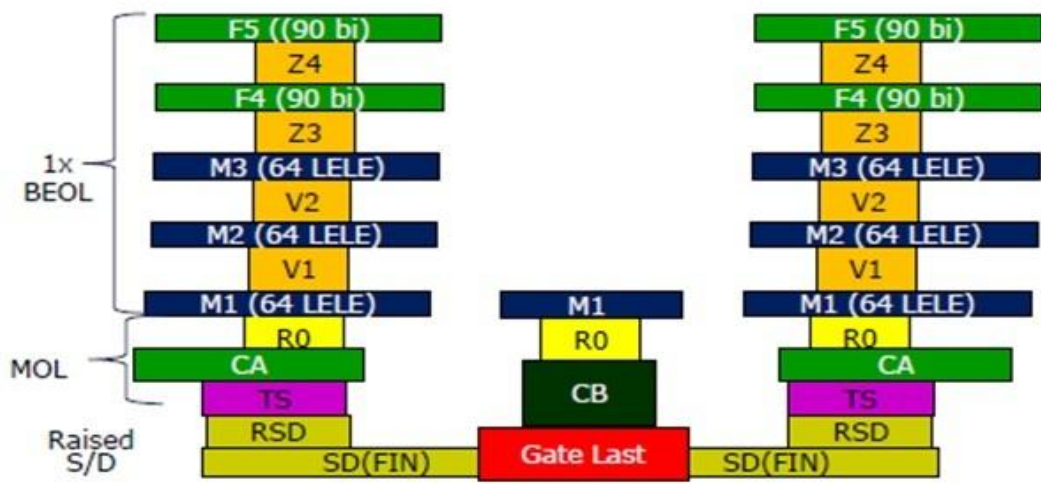 F5 ((90 bi)
F5 (90 bi)
Z4
Z4
F4 (90 bi)
F4 (90 bi)
Z3
Z3
1x
BEOL
M3 (64 LELE)
M3 (64 LELE)
V2
V2
M2 (64 LELE)
M2 (64 LELE)
V1
V1
M1 (64 LELE)
M1
M1 (64 LELE)
R0
R0
R0
MOL
CA
CB
CA
TS
TS
Raised
S/D
RSD
RSD
SD(FIN)
Gate Last
SD(FIN)